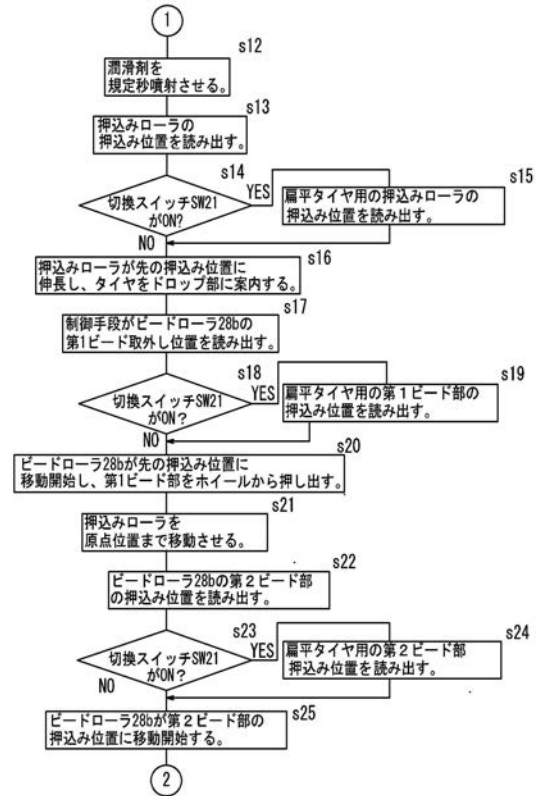 1
s12
潤滑剤を
規定秒噴射させる。
s13
押込みローラの
押込み位置を読み出す。
s14
切換スイッチSW21
がON?
YES
NO
s15
扁平タイヤ用の押込みローラの
押込み位置を読み出す。
s16
押込みローラが先の押込み位置に
伸長し、タイヤをドロップ部に案内する。
s17
制御手段がビードローラ28bの
第1ビード取外し位置を読み出す。
s18
切換スイッチSW21
がON?
YES
NO
s19
扁平タイヤ用の第1ビード部の
押込み位置を読み出す。
s20
ビードローラ28bが先の押込み位置に
移動開始し、第1ビード部をホイールから押し出す。
s21
押込みローラを
原点位置まで移動させる。
s22
ビードローラ28bの第2ビード部
の押込み位置を読み出す。
s23
切換スイッチSW21
がON?
YES
NO
s24
扁平タイヤ用の第2ビード部
押込み位置を読み出す。
s25
ビードローラ28bが第2ビード部の
押込み位置に移動開始する。
2